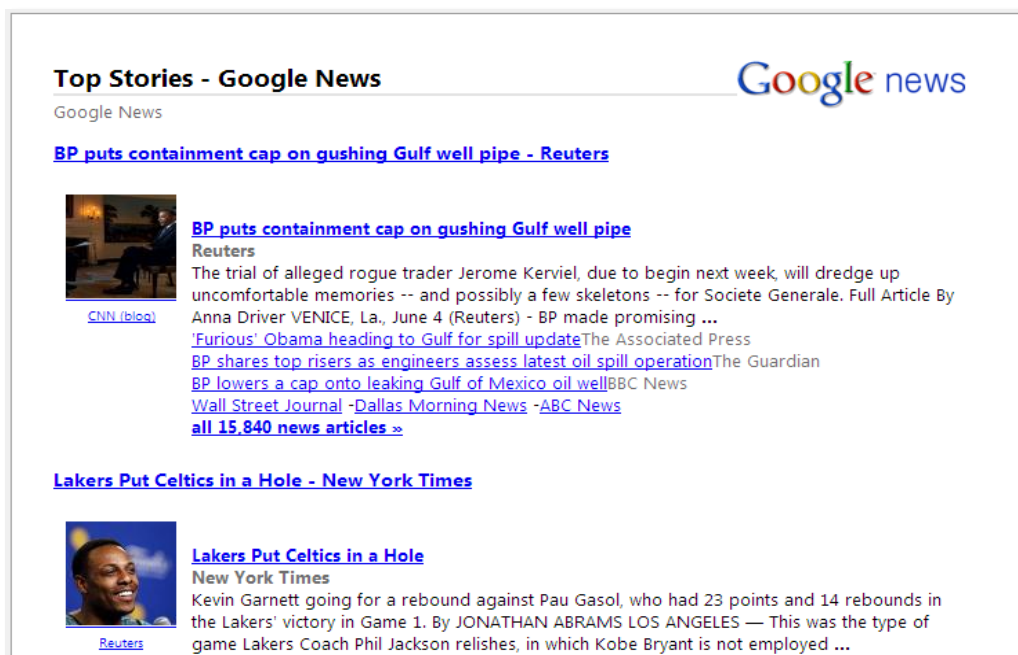 Top Stories - Google News
Google news
Google News
BP puts containment cap on gushing Gulf well pipe - Reuters
BP puts containment cap on gushing Gulf well pipe
Reuters
The trial of alleged rogue trader Jerome Kerviel, due to begin next week, will dredge up
uncomfortable memories -- and possibly a few skeletons -- for Societe Generale. Full Article By
CNN (blog)
Anna Driver VENICE, La., June 4 (Reuters) - BP made promising ...
'Furious' Obama heading to Gulf for spill updateThe Associated Press
BP shares top risers as engineers assess latest oil spill operationThe Guardian
BP lowers a cap onto leaking Gulf of Mexico oil wellBBC News
Wall Street Journal -Dallas Morning News -ABC News
all 15,840 news articles »
Lakers Put Celtics in a Hole - New York Times
Lakers Put Celtics in a Hole
New York Times
Kevin Garnett going for a rebound against Pau Gasol, who had 23 points and 14 rebounds in
the Lakers' victory in Game 1. By JONATHAN ABRAMS LOS ANGELES — This was the type of
Reuters
game Lakers Coach Phil Jackson relishes, in which Kobe Bryant is not employed ...